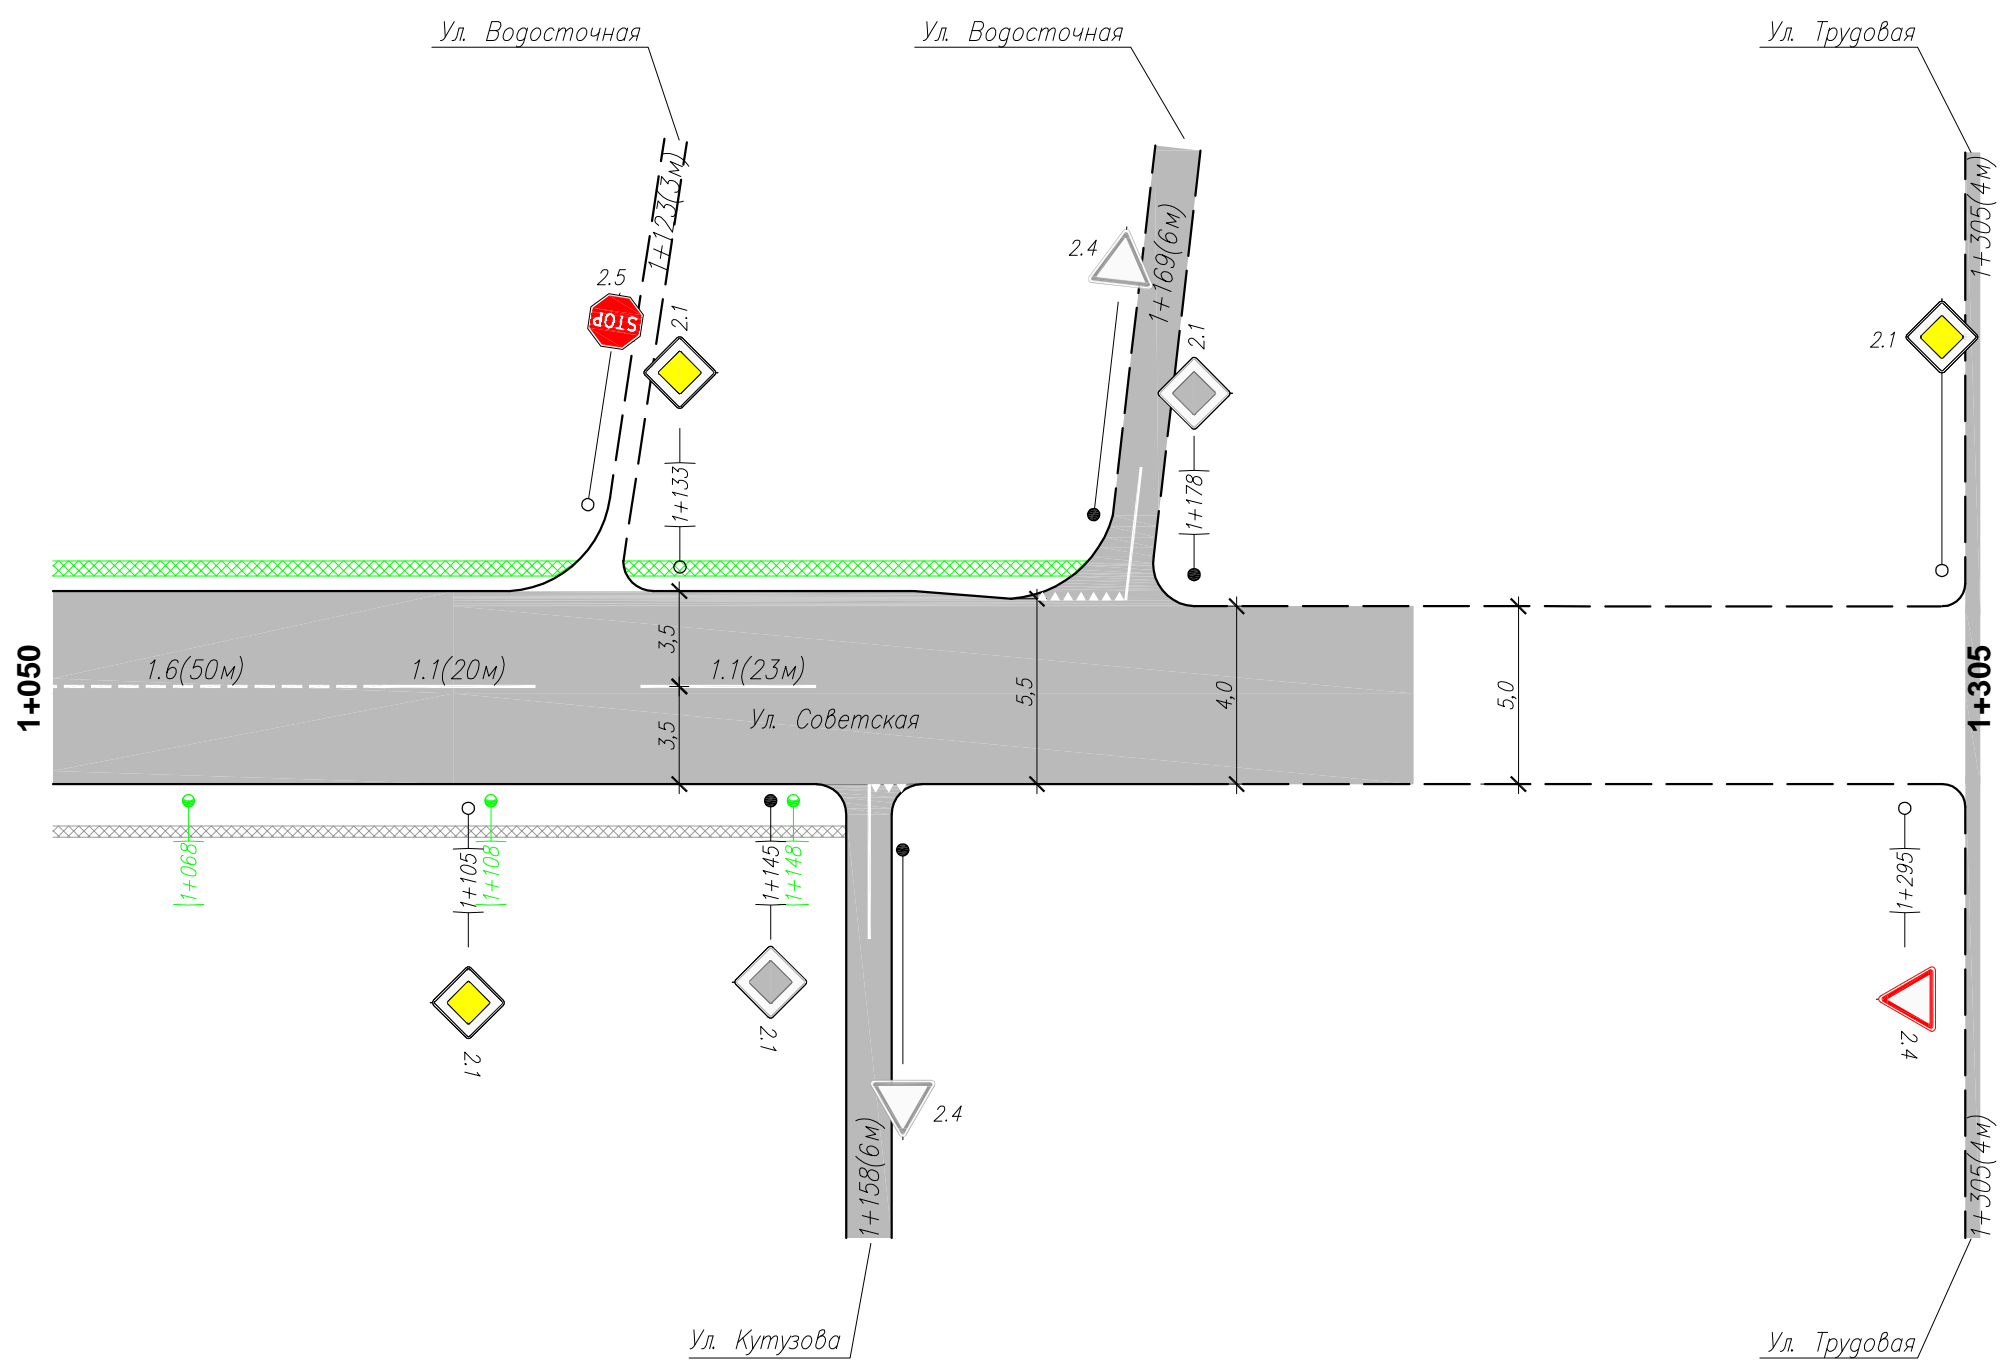 Ул. Водосточная
Ул. Водосточная
Ул. Трудовая
1+123(3м)
1+169(6м)
1+305(4м)
2.5
STOP
2.1
2.4
2.1
2.1
1+133
1+178
1+050
1.6(50м)
1.1(20м)
1.1(23м)
3,5
3,5
Ул. Советская
5,5
4,0
5,0
1+305
1+068
1+105
1+108
1+145
1+148
1+295
2.1
2.1
2.4
2.4
1+158(6м)
1+305(4м)
Ул. Кутузова
Ул. Трудовая